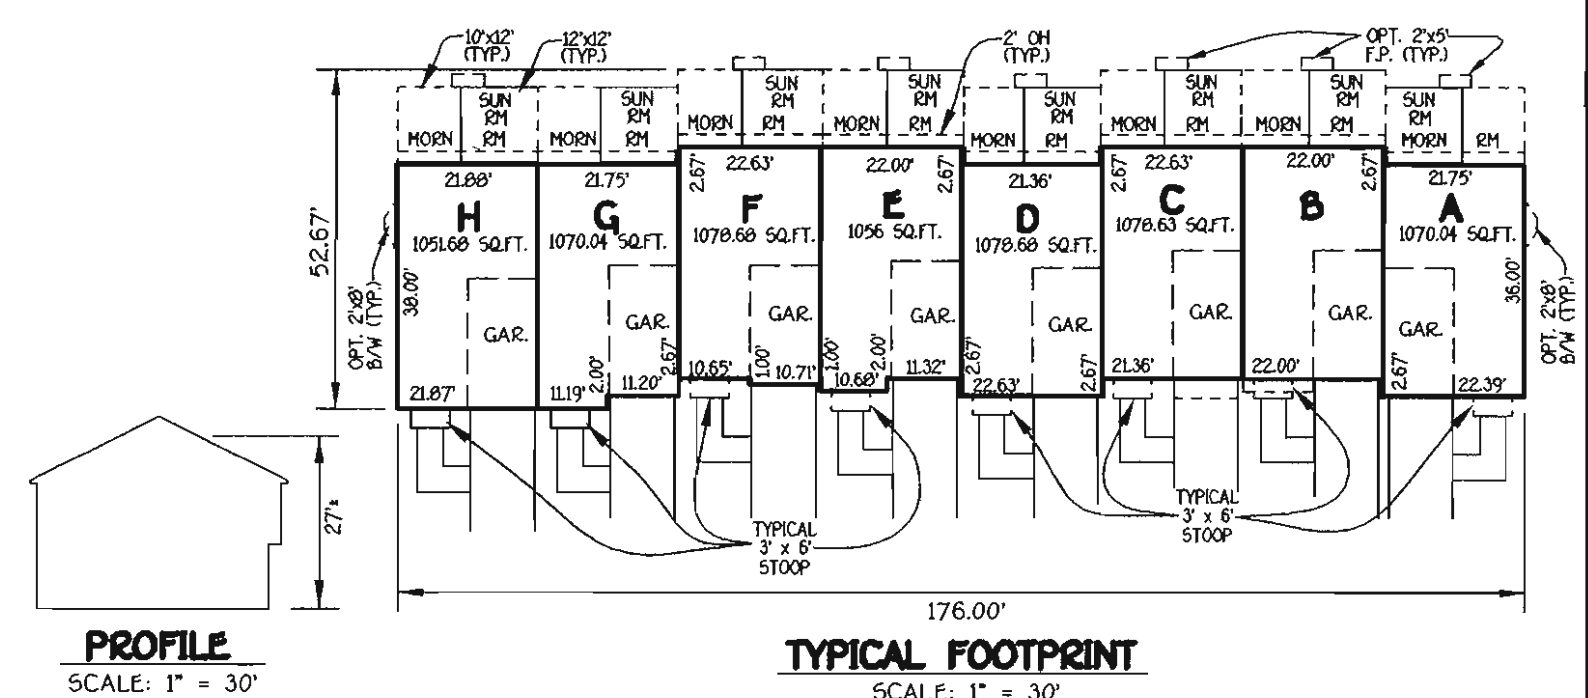 10'x12'
(TYP.)
12'x12'
(TYP.)
2' OH
(TYP.)
OPT. 2'x5'
F.P. (TYP.)
SUN
RM
MORN RM
SUN
RM
MORN RM
SUN
RM
MORN RM
SUN
RM
MORN RM
SUN
RM
MORN RM
SUN
RM
MORN RM
SUN
RM
MORN RM
SUN
RM
MORN RM
52.67'
OPT. 2'x8'
B/W (TYP.)
21.88'
H
1051.68 SQ.FT.
38.00'
GAR.
21.87'
21.75'
G
1070.04 SQ.FT.
GAR.
2.67'
2.00'
11.19'
11.20'
2.67'
22.63'
F
1078.68 SQ.FT.
GAR.
10.65'
1.00'
10.71'
22.00'
2.67'
E
1056 SQ.FT.
GAR.
1.00'
2.00'
10.68'
11.32'
21.36'
D
1078.68 SQ.FT.
GAR.
2.67'
2.67'
22.63'
2.67'
22.63'
C
1078.63 SQ.FT.
GAR.
21.36'
22.00'
2.67'
B
GAR.
22.00'
21.75'
A
1070.04 SQ.FT.
36.00'
GAR.
2.67'
22.39'
OPT. 2'x8'
B/W (TYP.)
TYPICAL
3' x 6'
STOOP
TYPICAL
3' x 6'
STOOP
27'±
176.00'
PROFILE
SCALE: 1" = 30'
TYPICAL FOOTPRINT
SCALE: 1" = 30'